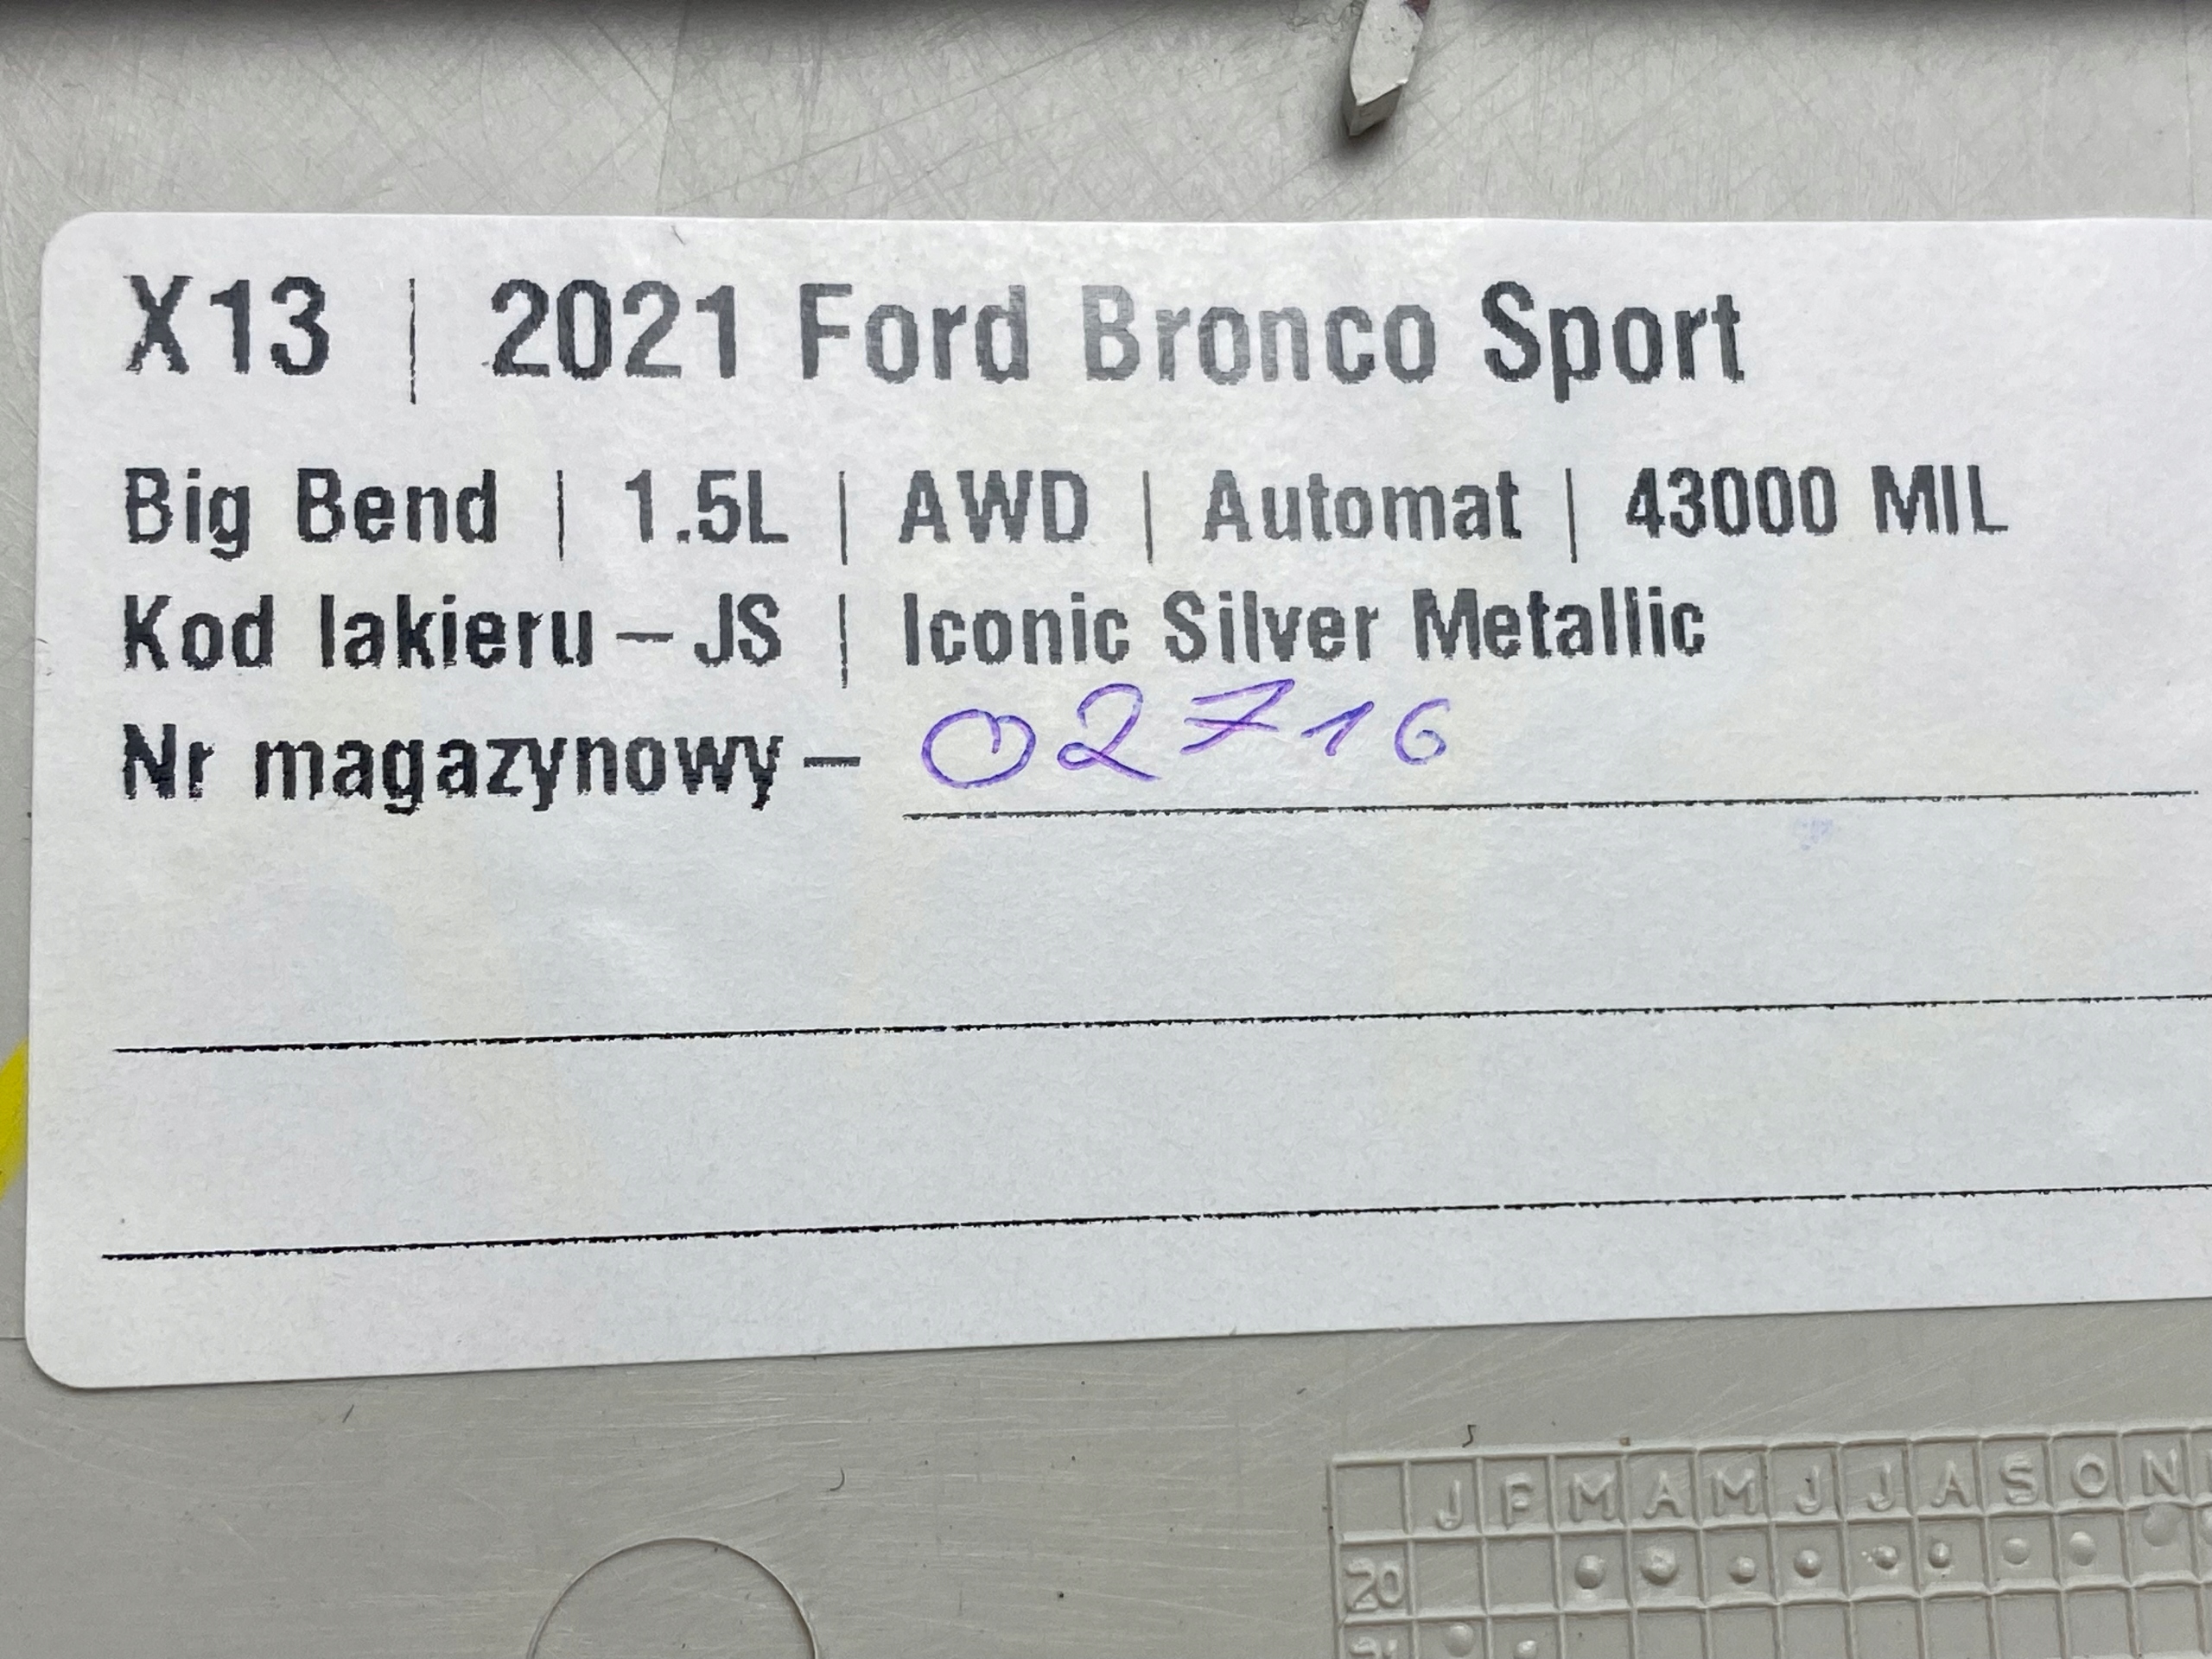 X13 | 2021 Ford Bronco Sport
Big Bend | 1.5L | AWD | Automat | 43000 MIL
Kod lakieru – JS | Iconic Silver Metallic
Nr magazynowy – 02716
J F M A M J J A S O N
20
21